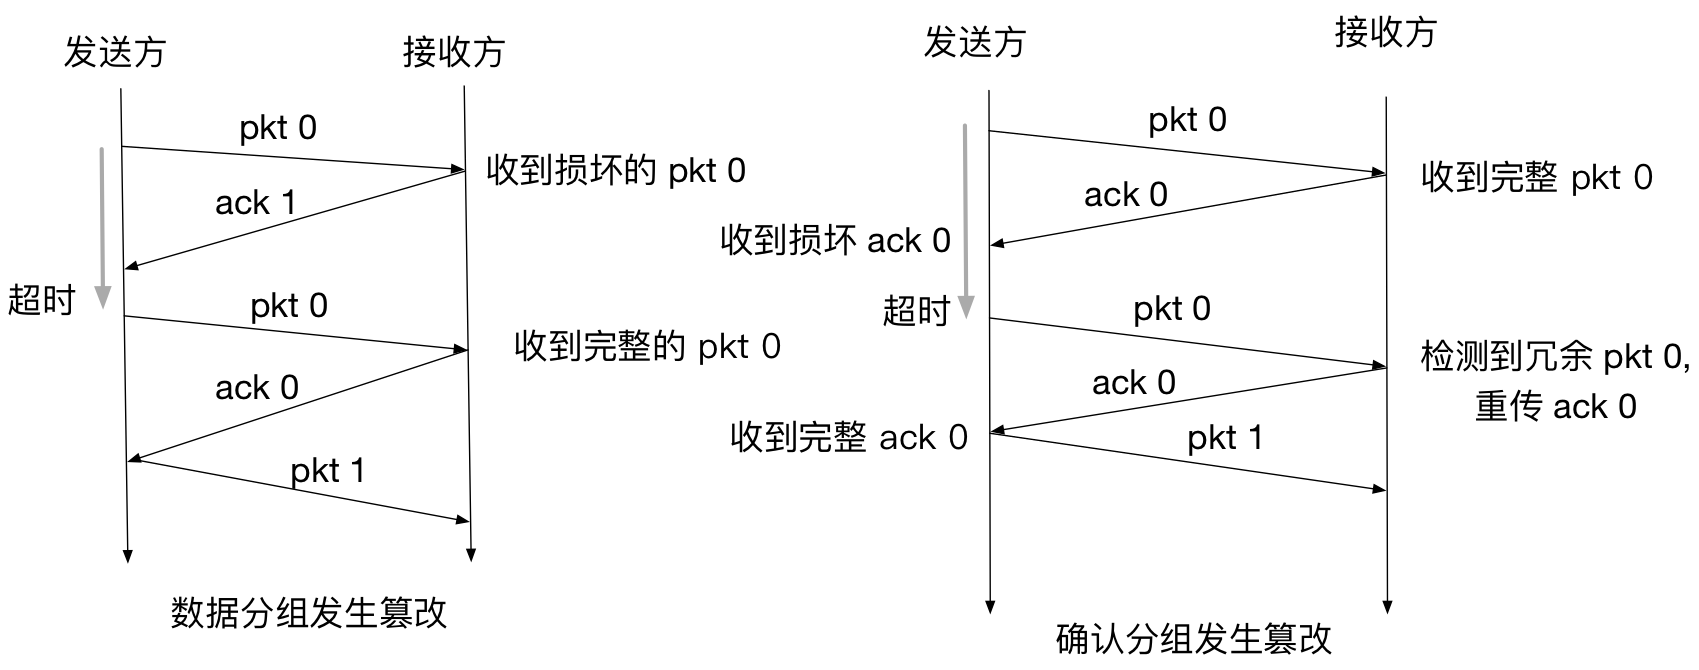 发送方
接收方
pkt 0
收到损坏的 pkt 0
ack 1
超时
pkt 0
收到完整的 pkt 0
ack 0
pkt 1
数据分组发生篡改
发送方
接收方
pkt 0
收到完整 pkt 0
ack 0
收到损坏 ack 0
超时
pkt 0
检测到冗余 pkt 0,
重传 ack 0
ack 0
收到完整 ack 0
pkt 1
确认分组发生篡改